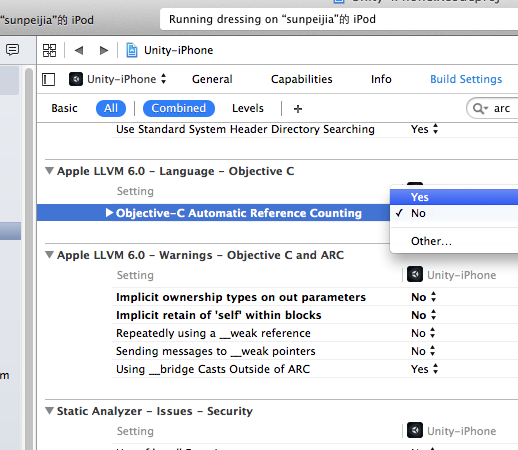 "sunpeijia"的 iPod
Running dressing on "sunpeijia"的 iPod
Unity-iPhone
Unity-iPhone General Capabilities Info Build Settings
Basic All Combined Levels + arc
Use Standard System Header Directory Searching Yes
Apple LLVM 6.0 - Language - Objective C
Setting
Yes
Objective-C Automatic Reference Counting No
Other...
Apple LLVM 6.0 - Warnings - Objective C and ARC
Setting Unity-iPhone
Implicit ownership types on out parameters No
Implicit retain of 'self' within blocks No
Repeatedly using a __weak reference No
Sending messages to __weak pointers No
m
Using __bridge Casts Outside of ARC Yes
Static Analyzer - Issues - Security
Setting Unity-iPhone